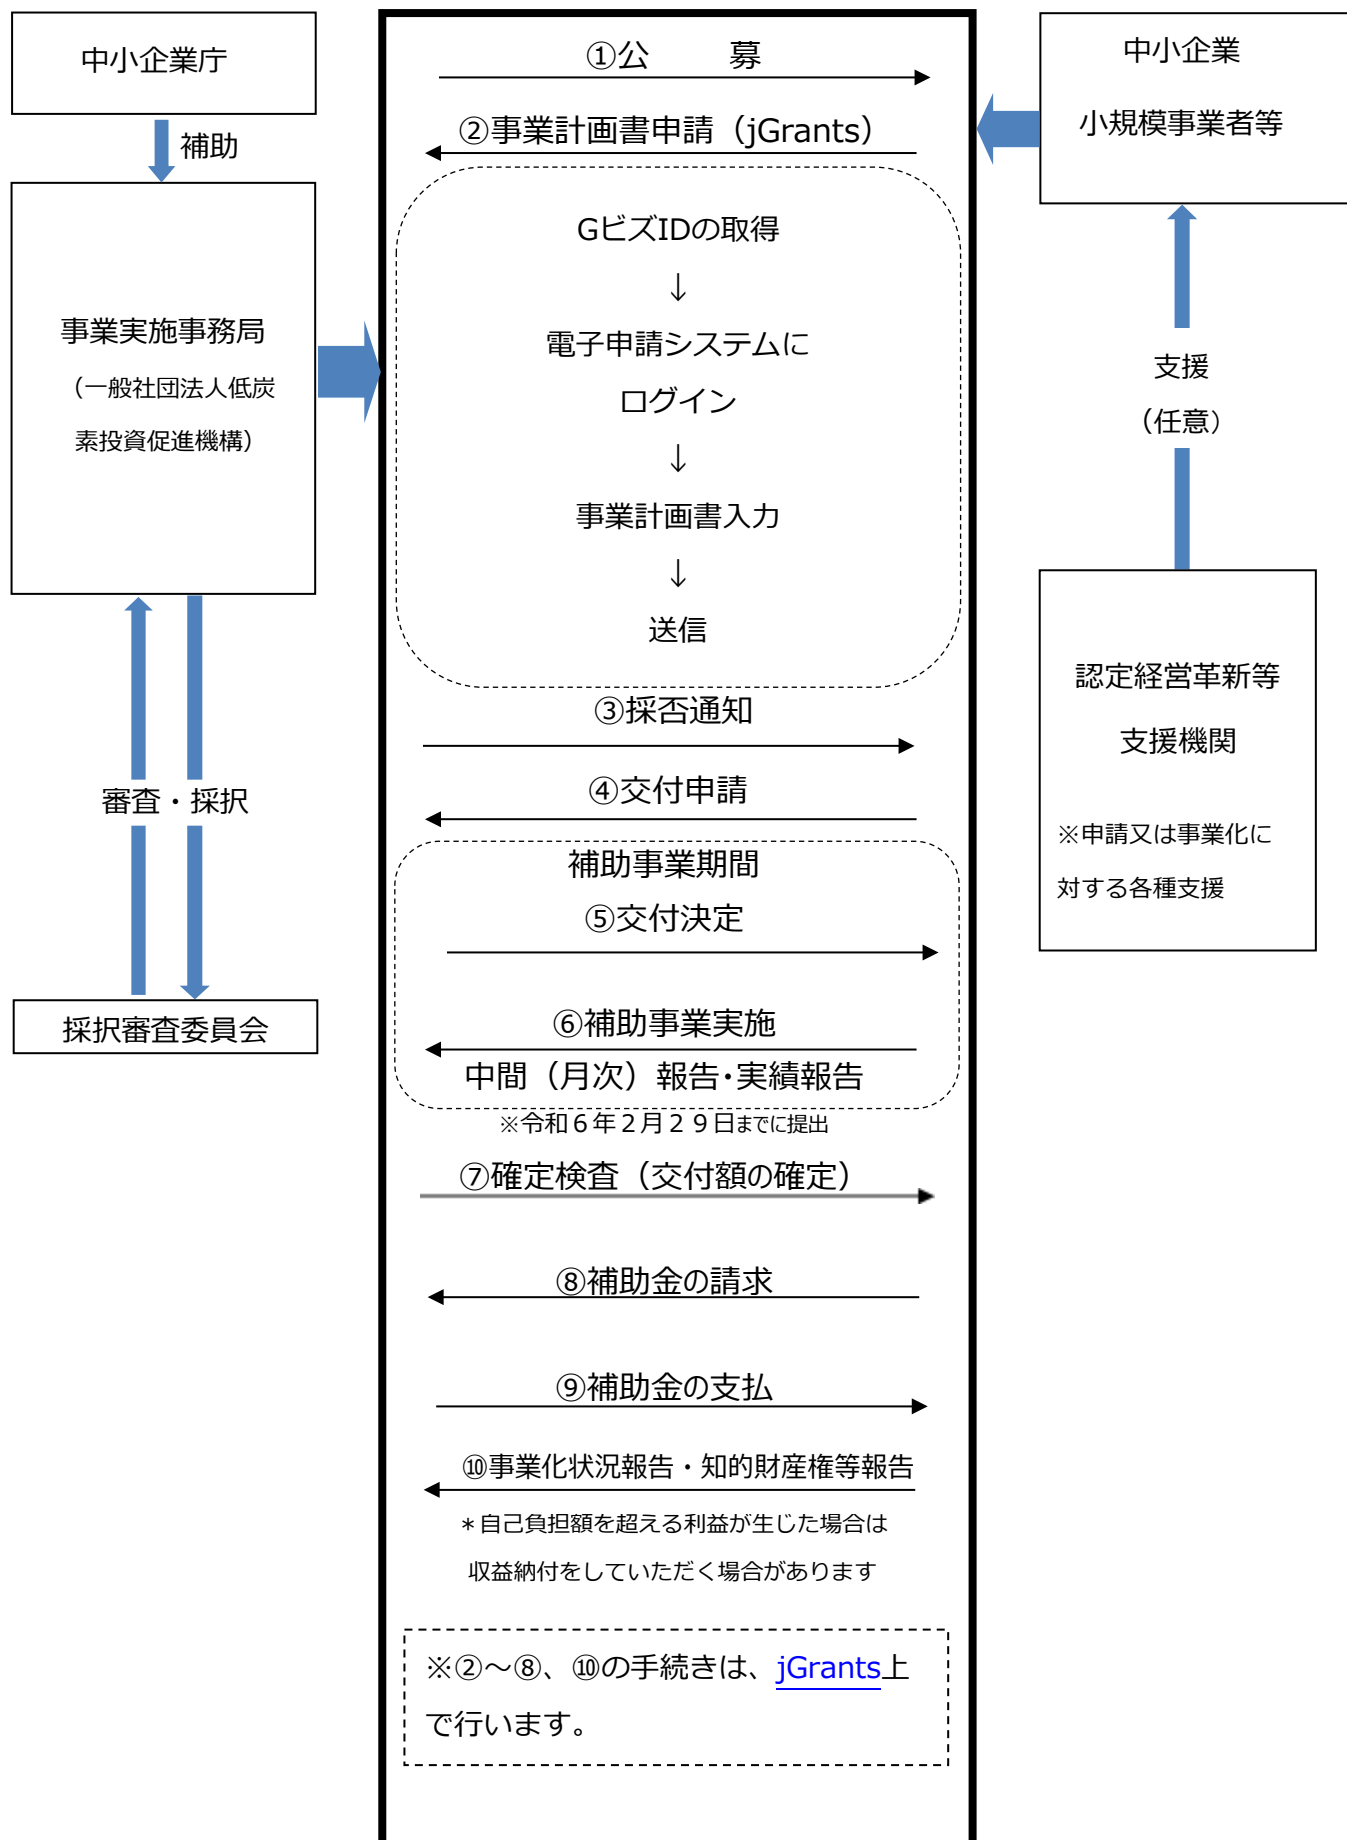 中小企業庁
補助
事業実施事務局
（一般社団法人低炭
素投資促進機構）
審査・採択
採択審査委員会
①公　　募
②事業計画書申請（jGrants）
GビズIDの取得
↓
電子申請システムに
ログイン
↓
事業計画書入力
↓
送信
③採否通知
④交付申請
補助事業期間
⑤交付決定
⑥補助事業実施
中間（月次）報告・実績報告
※令和６年２月２９日までに提出
⑦確定検査（交付額の確定）
⑧補助金の請求
⑨補助金の支払
⑩事業化状況報告・知的財産権等報告
＊自己負担額を超える利益が生じた場合は
収益納付をしていただく場合があります
※②～⑧、⑩の手続きは、jGrants上
で行います。
中小企業
小規模事業者等
支援
（任意）
認定経営革新等
支援機関
※申請又は事業化に
対する各種支援